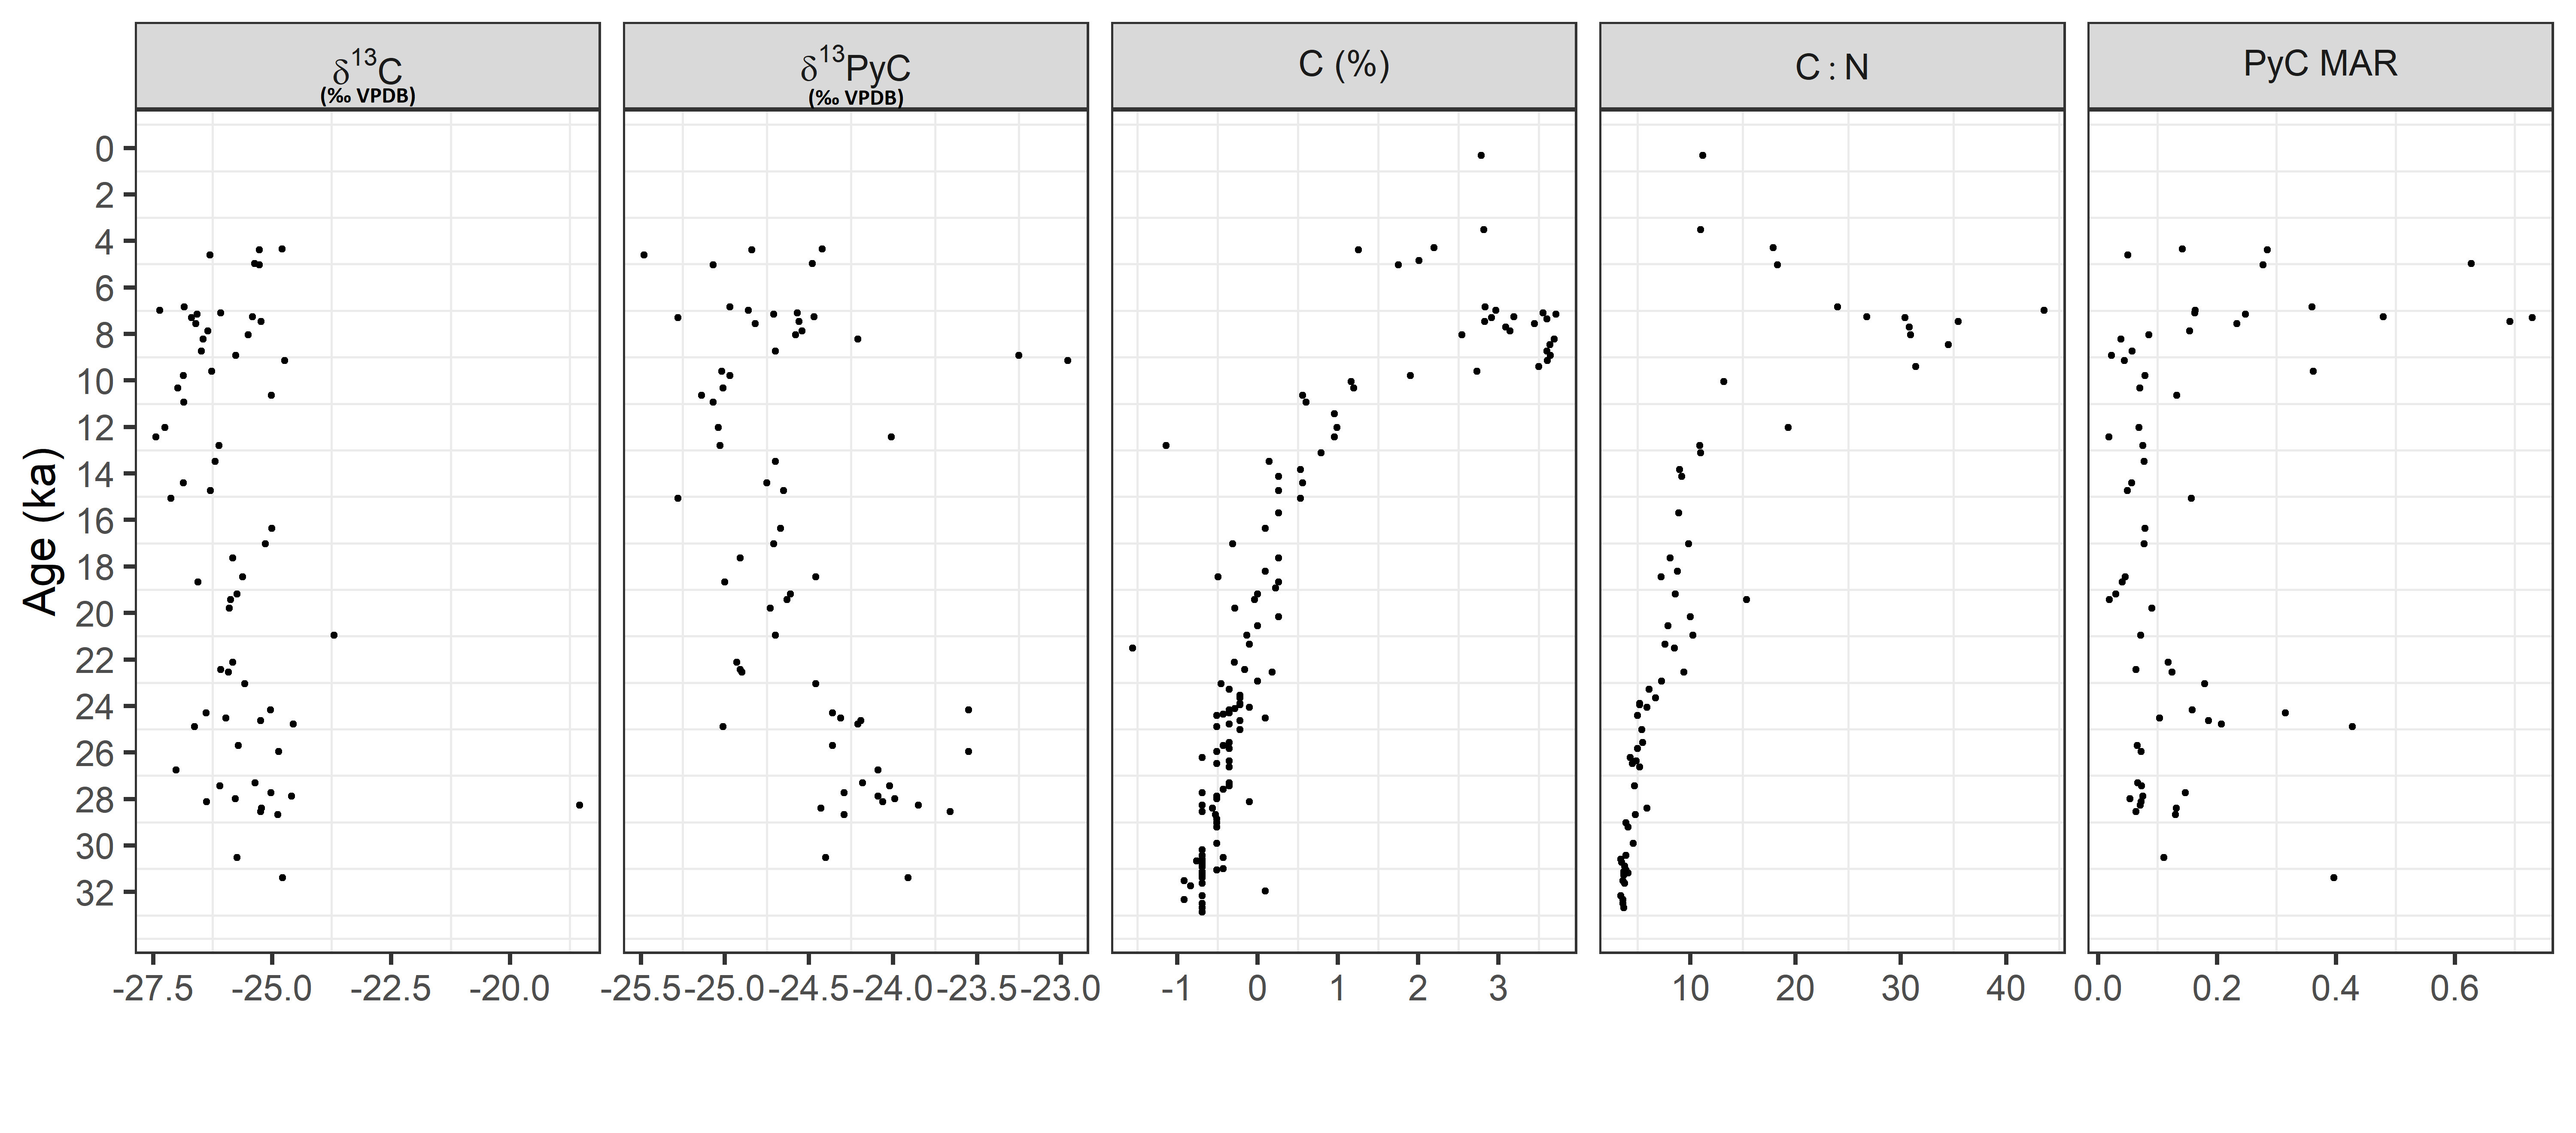 δ¹³C
(‰ VPDB)
δ¹³PyC
(‰ VPDB)
C (%)
C : N
PyC MAR
Age (ka)
0
2
4
6
8
10
12
14
16
18
20
22
24
26
28
30
32
-27.5 -25.0 -22.5 -20.0
-25.5 -25.0 -24.5 -24.0 -23.5 -23.0
-1 0 1 2 3
10 20 30 40
0.0 0.2 0.4 0.6